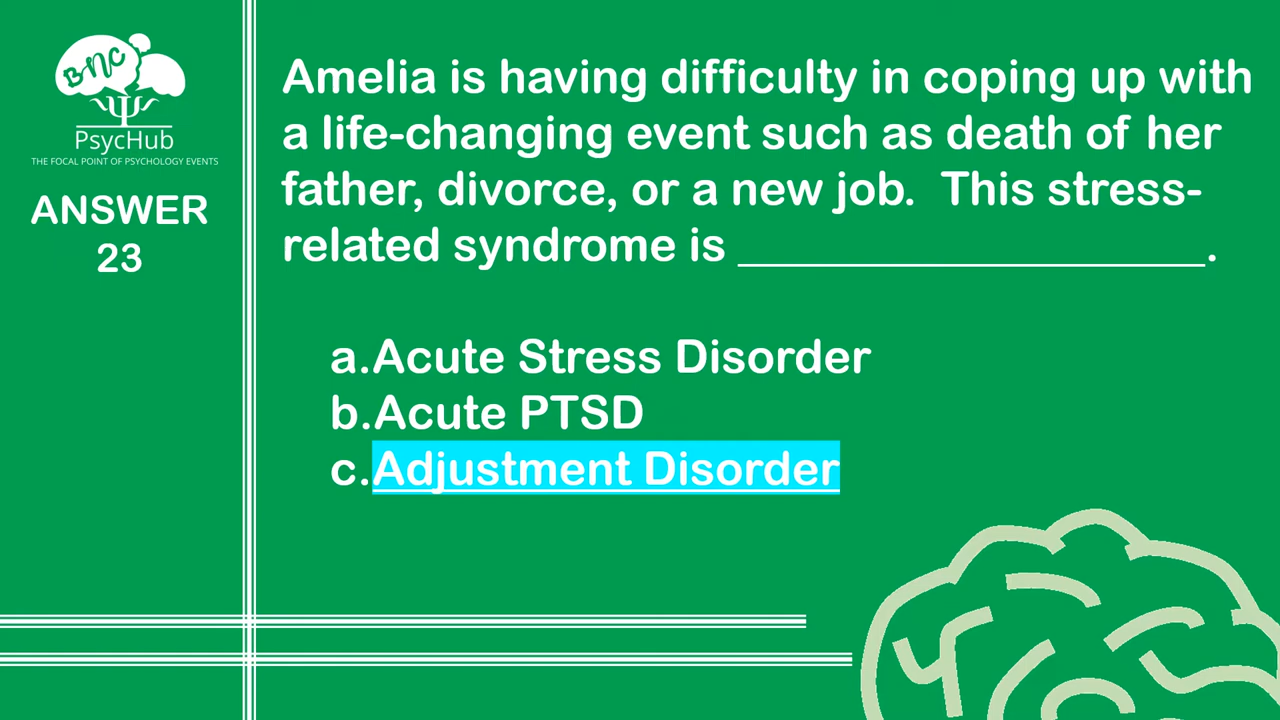 BNC
PsycHub
THE FOCAL POINT OF PSYCHOLOGY EVENTS
ANSWER
23
Amelia is having difficulty in coping up with
a life-changing event such as death of her
father, divorce, or a new job.  This stress-
related syndrome is ____________________.
a.Acute Stress Disorder
b.Acute PTSD
c.Adjustment Disorder